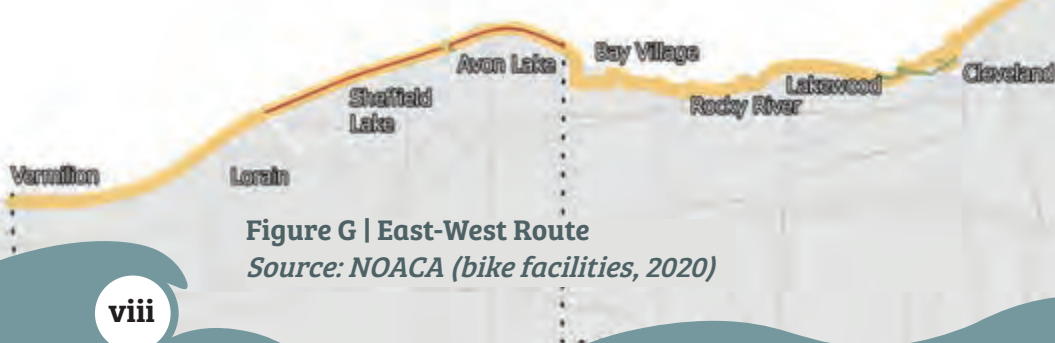 Bay Village
Avon Lake
Cleveland
Lakewood
Sheffield
Lake
Rocky River
Vermilion
Lorain
Figure G | East-West Route
Source: NOACA (bike facilities, 2020)
viii